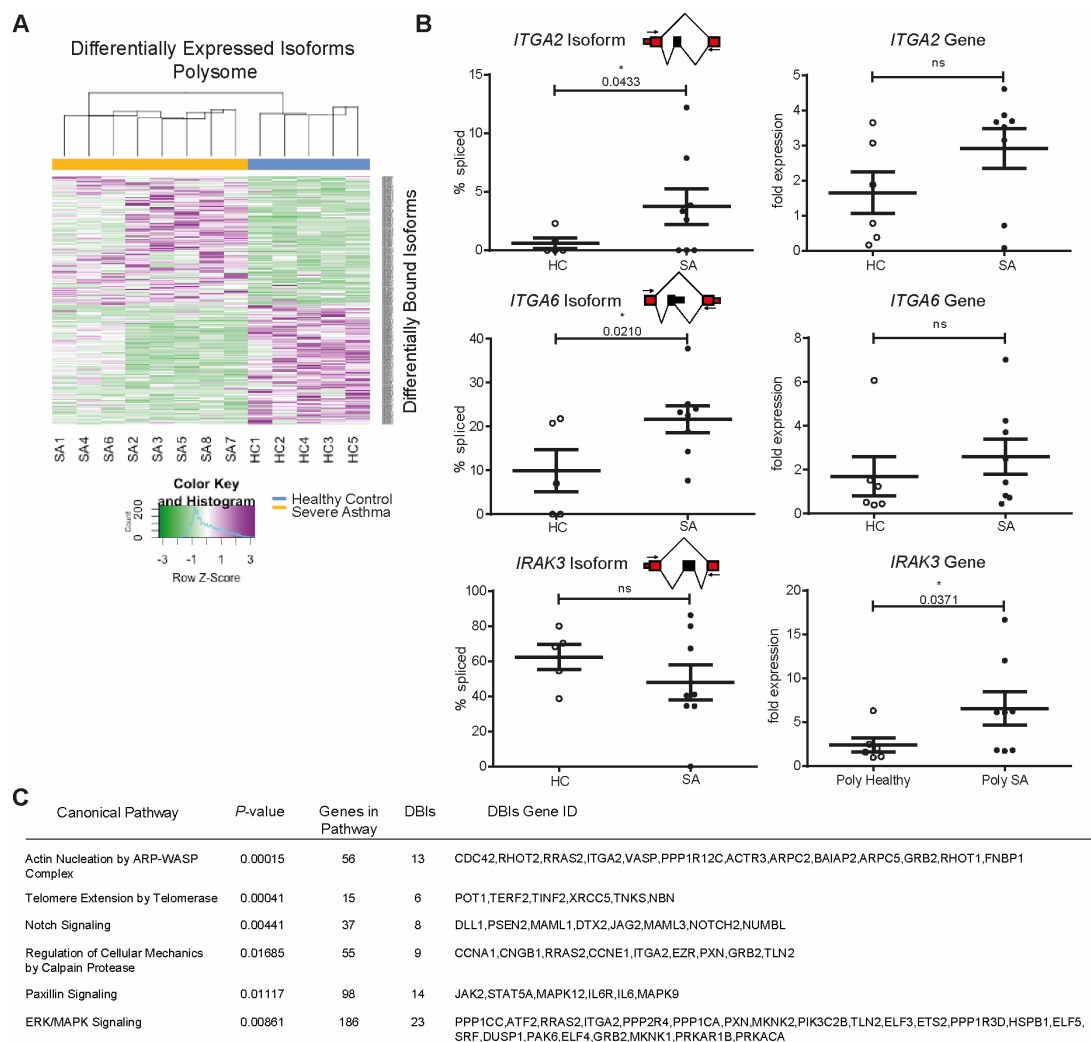 A
Differentially Expressed Isoforms
Polysome
Differentially Bound Isoforms
SA1
SA4
SA6
SA2
SA3
SA5
SA8
SA7
HC1
HC2
HC4
HC3
HC5
Color Key
and Histogram
Count
0
200
-3 -1 1 3
Row Z-Score
Healthy Control
Severe Asthma
B
ITGA2 Isoform
*
0.0433
% spliced
15
10
5
0
HC SA
ITGA2 Gene
ns
fold expression
5
4
3
2
1
0
HC SA
ITGA6 Isoform
*
0.0210
% spliced
40
30
20
10
0
HC SA
ITGA6 Gene
ns
fold expression
8
6
4
2
0
HC SA
IRAK3 Isoform
ns
% spliced
100
80
60
40
20
0
HC SA
IRAK3 Gene
*
0.0371
fold expression
20
15
10
5
0
Poly Healthy Poly SA
C
Canonical Pathway P-value Genes in Pathway DBIs DBIs Gene ID
Actin Nucleation by ARP-WASP Complex 0.00015 56 13 CDC42,RHOT2,RRAS2,ITGA2,VASP,PPP1R12C,ACTR3,ARPC2,BAIAP2,ARPC5,GRB2,RHOT1,FNBP1
Telomere Extension by Telomerase 0.00041 15 6 POT1,TERF2,TINF2,XRCC5,TNKS,NBN
Notch Signaling 0.00441 37 8 DLL1,PSEN2,MAML1,DTX2,JAG2,MAML3,NOTCH2,NUMBL
Regulation of Cellular Mechanics by Calpain Protease 0.01685 55 9 CCNA1,CNGB1,RRAS2,CCNE1,ITGA2,EZR,PXN,GRB2,TLN2
Paxillin Signaling 0.01117 98 14 JAK2,STAT5A,MAPK12,IL6R,IL6,MAPK9
ERK/MAPK Signaling 0.00861 186 23 PPP1CC,ATF2,RRAS2,ITGA2,PPP2R4,PPP1CA,PXN,MKNK2,PIK3C2B,TLN2,ELF3,ETS2,PPP1R3D,HSPB1,ELF5,
SRF,DUSP1,PAK6,ELF4,GRB2,MKNK1,PRKAR1B,PRKACA